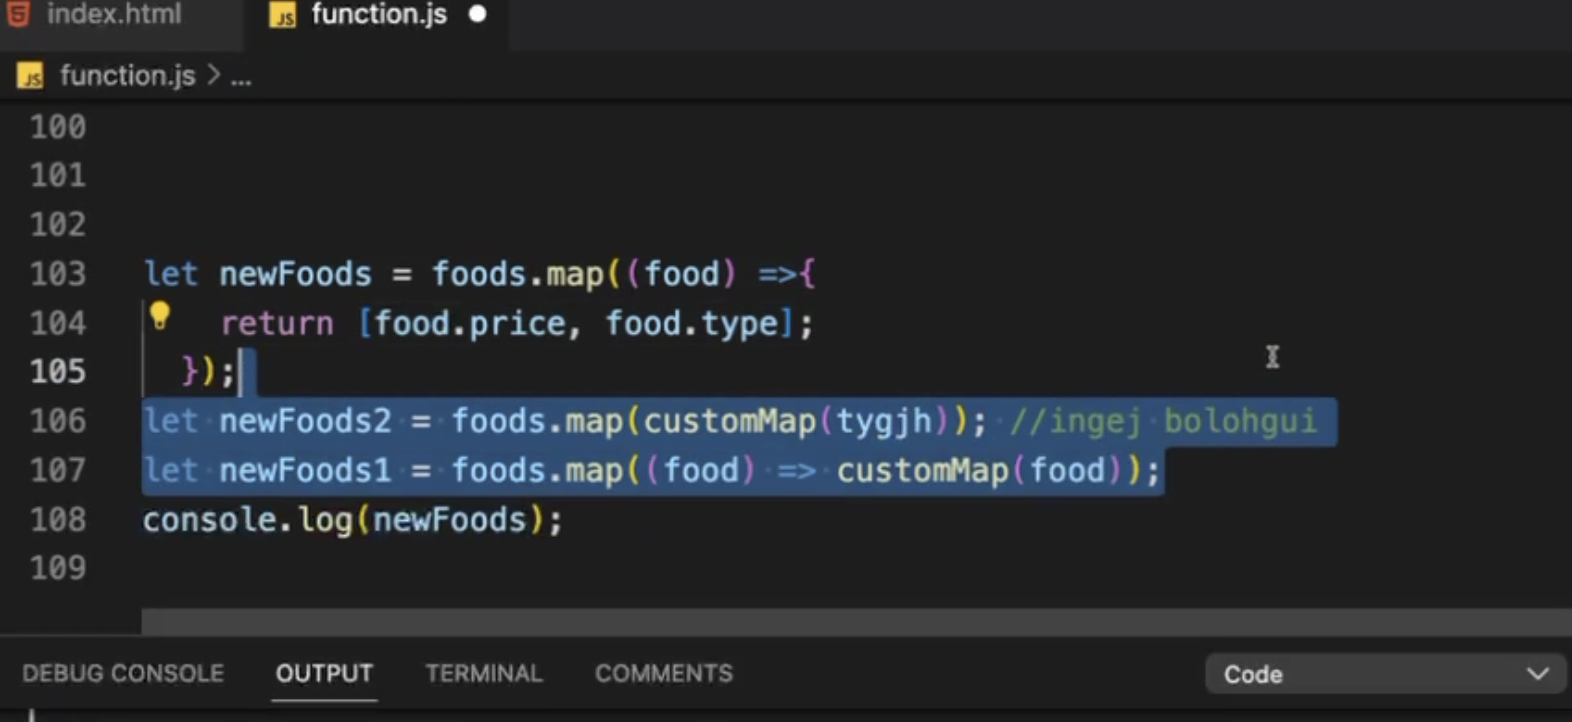 index.html
function.js
function.js > ...
100
101
102
103 let newFoods = foods.map((food) =>{
104 return [food.price, food.type];
105 });
106 let newFoods2 = foods.map(customMap(tygjh)); //ingej bolohgui
107 let newFoods1 = foods.map((food) => customMap(food));
108 console.log(newFoods);
109
DEBUG CONSOLE OUTPUT TERMINAL COMMENTS Code